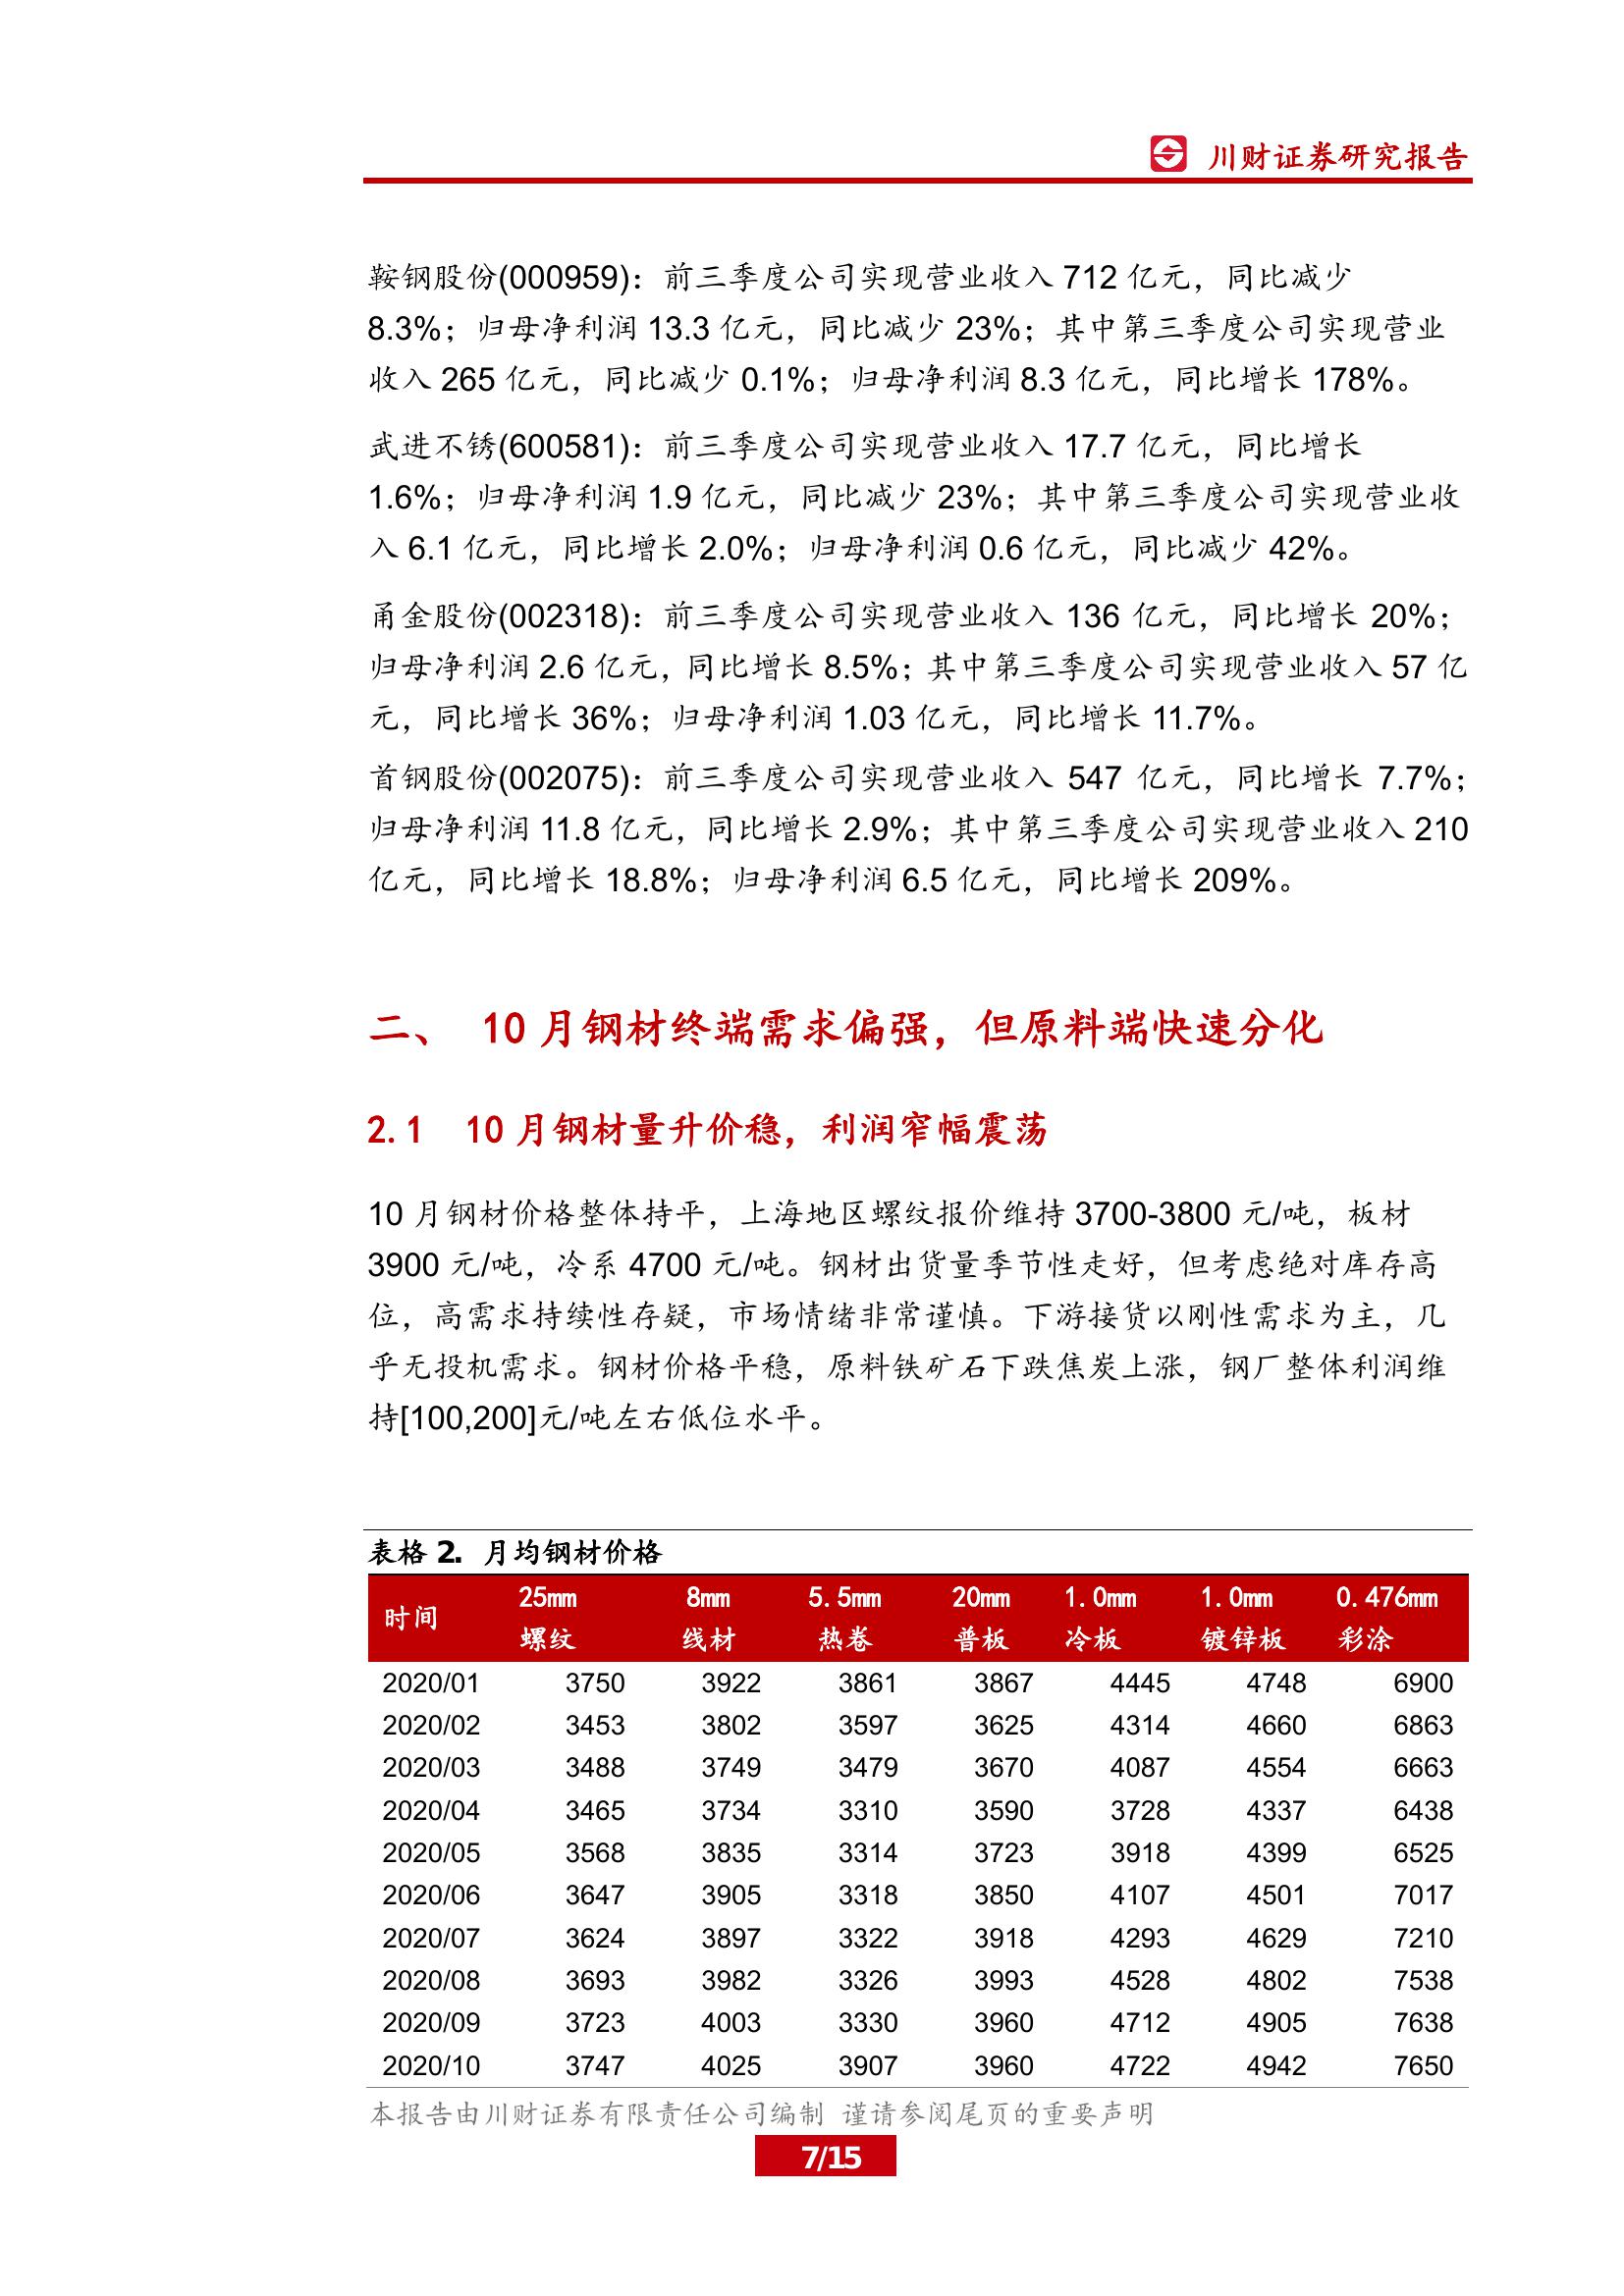 川财证券研究报告
鞍钢股份(000959)：前三季度公司实现营业收入 712 亿元，同比减少
8.3%；归母净利润 13.3 亿元，同比减少 23%；其中第三季度公司实现营业
收入 265 亿元，同比减少 0.1%；归母净利润 8.3 亿元，同比增长 178%。
武进不锈(600581)：前三季度公司实现营业收入 17.7 亿元，同比增长
1.6%；归母净利润 1.9 亿元，同比减少 23%；其中第三季度公司实现营业收
入 6.1 亿元，同比增长 2.0%；归母净利润 0.6 亿元，同比减少 42%。
甬金股份(002318)：前三季度公司实现营业收入 136 亿元，同比增长 20%；
归母净利润 2.6 亿元，同比增长 8.5%；其中第三季度公司实现营业收入 57 亿
元，同比增长 36%；归母净利润 1.03 亿元，同比增长 11.7%。
首钢股份(002075)：前三季度公司实现营业收入 547 亿元，同比增长 7.7%；
归母净利润 11.8 亿元，同比增长 2.9%；其中第三季度公司实现营业收入 210
亿元，同比增长 18.8%；归母净利润 6.5 亿元，同比增长 209%。
二、 10 月钢材终端需求偏强，但原料端快速分化
2.1 10 月钢材量升价稳，利润窄幅震荡
10 月钢材价格整体持平，上海地区螺纹报价维持 3700-3800 元/吨，板材
3900 元/吨，冷系 4700 元/吨。钢材出货量季节性走好，但考虑绝对库存高
位，高需求持续性存疑，市场情绪非常谨慎。下游接货以刚性需求为主，几
乎无投机需求。钢材价格平稳，原料铁矿石下跌焦炭上涨，钢厂整体利润维
持[100,200]元/吨左右低位水平。
表格 2. 月均钢材价格
时间 25mm 8mm 5.5mm 20mm 1.0mm 1.0mm 0.476mm
螺纹 线材 热卷 普板 冷板 镀锌板 彩涂
2020/01 3750 3922 3861 3867 4445 4748 6900
2020/02 3453 3802 3597 3625 4314 4660 6863
2020/03 3488 3749 3479 3670 4087 4554 6663
2020/04 3465 3734 3310 3590 3728 4337 6438
2020/05 3568 3835 3314 3723 3918 4399 6525
2020/06 3647 3905 3318 3850 4107 4501 7017
2020/07 3624 3897 3322 3918 4293 4629 7210
2020/08 3693 3982 3326 3993 4528 4802 7538
2020/09 3723 4003 3330 3960 4712 4905 7638
2020/10 3747 4025 3907 3960 4722 4942 7650
本报告由川财证券有限责任公司编制 谨请参阅尾页的重要声明
7/15